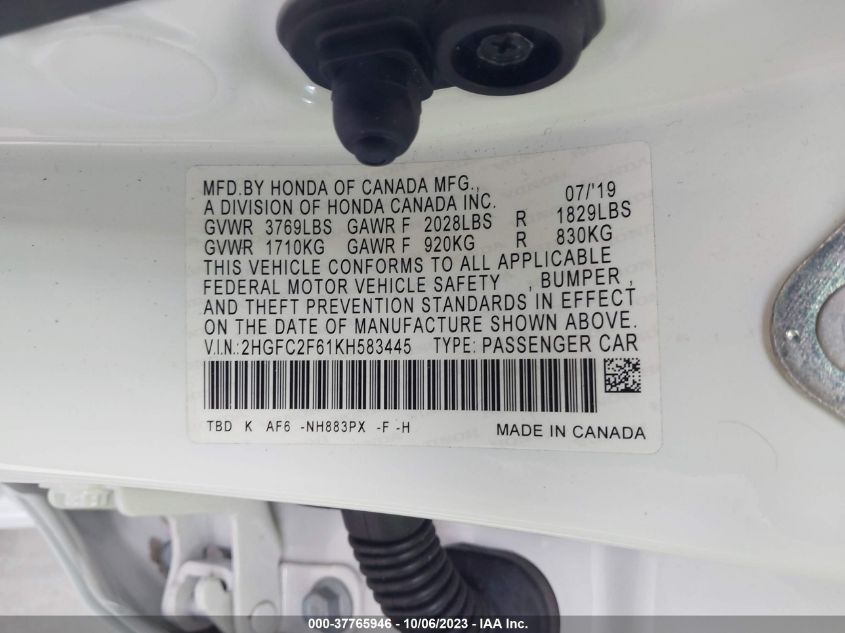 MFD.BY HONDA OF CANADA MFG., 07/'19
A DIVISION OF HONDA CANADA INC.
GVWR 3769LBS GAWR F 2028LBS R 1829LBS
GVWR 1710KG GAWR F 920KG R 830KG
THIS VEHICLE CONFORMS TO ALL APPLICABLE
FEDERAL MOTOR VEHICLE SAFETY , BUMPER ,
AND THEFT PREVENTION STANDARDS IN EFFECT
ON THE DATE OF MANUFACTURE SHOWN ABOVE.
V.I.N.:2HGFC2F61KH583445 TYPE: PASSENGER CAR
TBD K AF6 -NH883PX -F -H MADE IN CANADA
000-37765946 - 10/06/2023 - IAA Inc.